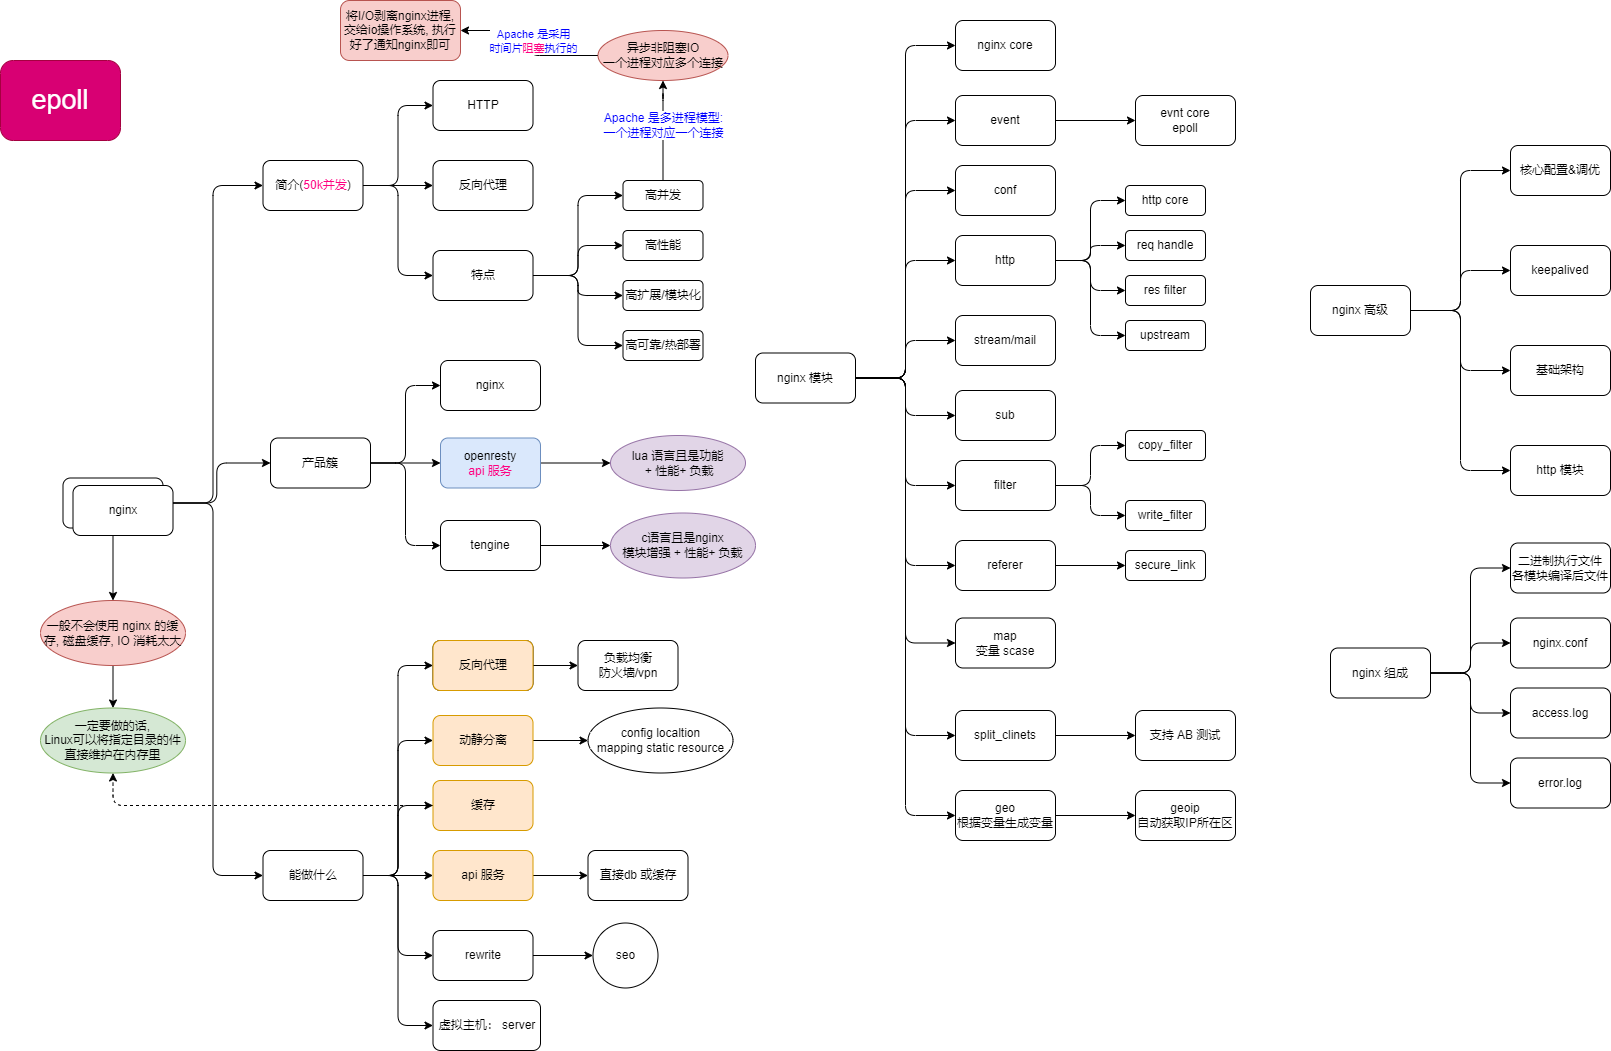 将I/O剥离nginx进程,
交给io操作系统, 执行
好了通知nginx即可
Apache 是采用
时间片阻塞执行的
异步非阻塞IO
一个进程对应多个连接
epoll
HTTP
Apache 是多进程模型:
一个进程对应一个连接
简介(50k并发)
反向代理
高并发
高性能
特点
高扩展/模块化
高可靠/热部署
nginx
产品簇
openresty
api 服务
lua 语言且是功能
+ 性能+ 负载
nginx
tengine
c语言且是nginx
模块增强 + 性能+ 负载
一般不会使用 nginx 的缓
存, 磁盘缓存, IO 消耗太大
一定要做的话,
Linux可以将指定目录的件
直接维护在内存里
反向代理
负载均衡
防火墙/vpn
动静分离
config localtion
mapping static resource
缓存
能做什么
api 服务
直接db 或缓存
rewrite
seo
虚拟主机： server
nginx 模块
nginx core
event
evnt core
epoll
conf
http
http core
req handle
res filter
upstream
stream/mail
sub
filter
copy_filter
write_filter
referer
secure_link
map
变量 scase
split_clinets
支持 AB 测试
geo
根据变量生成变量
geoip
自动获取IP所在区
nginx 高级
核心配置&调优
keepalived
基础架构
http 模块
nginx 组成
二进制执行文件
各模块编译后文件
nginx.conf
access.log
error.log